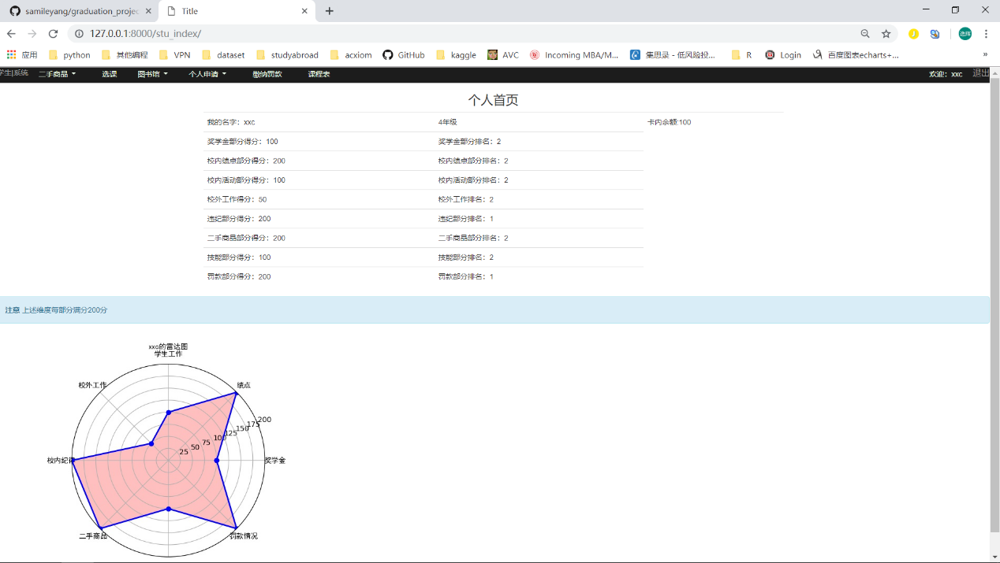 samileyang/graduation_projec
Title
127.0.0.1:8000/stu_index/
应用 python 其他编程 VPN dataset studyabroad acxiom GitHub kaggle AVC Incoming MBA/M... 集思录 - 低风险投... R Login 百度图表echarts+... »
学生|系统 二手商品 选课 图书馆 个人申请 缴纳罚款 课程表 欢迎：xxc 退出
个人首页
我的名字：xxc 4年级 卡内余额:100
奖学金部分得分：100 奖学金部分排名：2
校内绩点部分得分：200 校内绩点部分排名：2
校内活动部分得分：100 校内活动部分排名：2
校外工作得分：50 校外工作排名：2
违纪部分得分：200 违纪部分排名：1
二手商品部分得分：200 二手商品部分排名：2
技能部分得分：100 技能部分排名：2
罚款部分得分：200 罚款部分排名：1
注意 上述维度每部分满分200分
xxc的雷达图
学生工作
校外工作 绩点
200
175
150
125
100
75
50
25
校内纪律 奖学金
二手商品 罚款情况